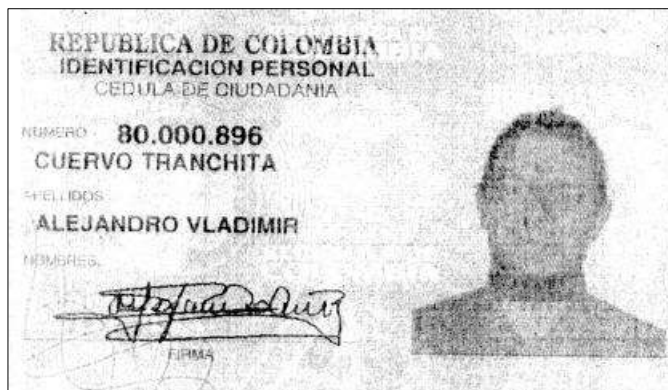 REPUBLICA DE COLOMBIA
IDENTIFICACION PERSONAL
CEDULA DE CIUDADANIA
NUMERO 80.000.896
CUERVO TRANCHITA
APELLIDOS
ALEJANDRO VLADIMIR
NOMBRES
FIRMA